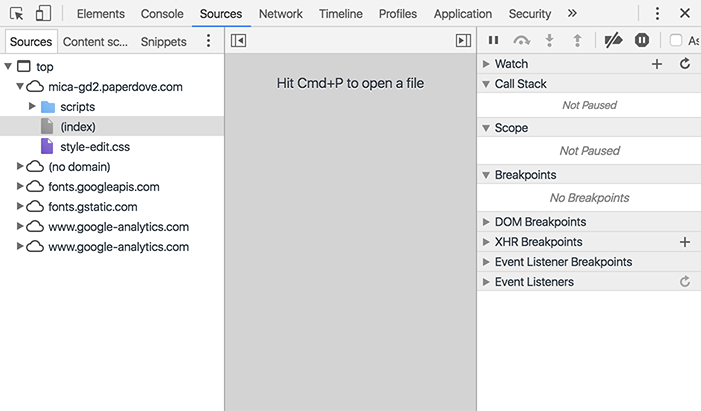 Elements Console Sources Network Timeline Profiles Application Security
Sources Content sc... Snippets
top
mica-gd2.paperdove.com
scripts
(index)
style-edit.css
(no domain)
fonts.googleapis.com
fonts.gstatic.com
www.google-analytics.com
www.google-analytics.com
Hit Cmd+P to open a file
As
Watch
Call Stack
Not Paused
Scope
Not Paused
Breakpoints
No Breakpoints
DOM Breakpoints
XHR Breakpoints
Event Listener Breakpoints
Event Listeners